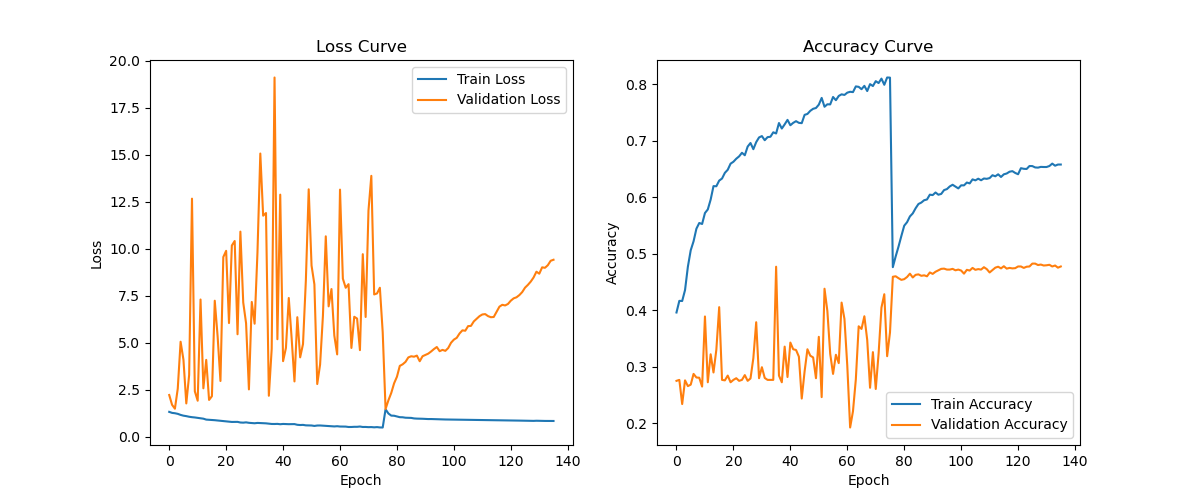 Loss Curve
20.0
17.5
15.0
12.5
10.0
7.5
5.0
2.5
0.0
Loss
0 20 40 60 80 100 120 140
Epoch
Train Loss
Validation Loss
Accuracy Curve
0.8
0.7
0.6
0.5
0.4
0.3
0.2
Accuracy
0 20 40 60 80 100 120 140
Epoch
Train Accuracy
Validation Accuracy